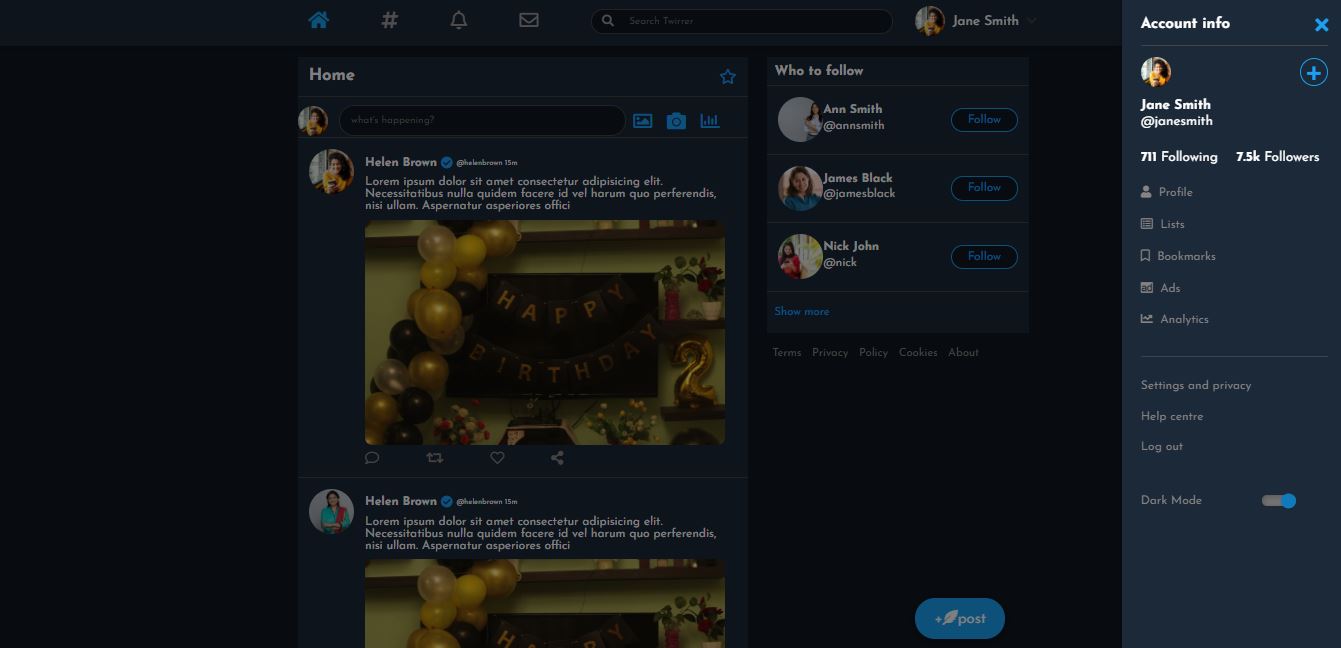 #
Search Twirrer
Jane Smith
Home
what's happening?
Helen Brown @helenbrown 15m
Lorem ipsum dolor sit amet consectetur adipisicing elit.
Necessitatibus nulla quidem facere id vel harum quo perferendis,
nisi ullam. Aspernatur asperiores offici
HAPPY
BIRTHDAY
2
Helen Brown @helenbrown 15m
Lorem ipsum dolor sit amet consectetur adipisicing elit.
Necessitatibus nulla quidem facere id vel harum quo perferendis,
nisi ullam. Aspernatur asperiores offici
HAPPY
Who to follow
Ann Smith
@annsmith
Follow
James Black
@jamesblack
Follow
Nick John
@nick
Follow
Show more
Terms Privacy Policy Cookies About
+post
Account info
Jane Smith
@janesmith
711 Following 7.5k Followers
Profile
Lists
Bookmarks
Ads
Analytics
Settings and privacy
Help centre
Log out
Dark Mode